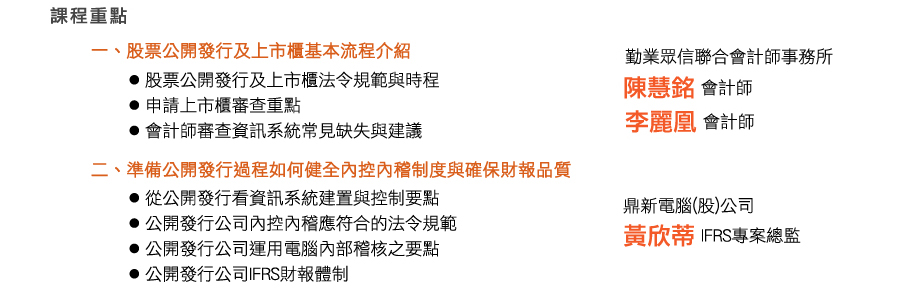 課程重點
一、股票公開發行及上市櫃基本流程介紹
● 股票公開發行及上市櫃法令規範與時程
● 申請上市櫃審查重點
● 會計師審查資訊系統常見缺失與建議
勤業眾信聯合會計師事務所
陳慧銘 會計師
李麗凰 會計師
二、準備公開發行過程如何健全內控內稽制度與確保財報品質
● 從公開發行看資訊系統建置與控制要點
● 公開發行公司內控內稽應符合的法令規範
● 公開發行公司運用電腦內部稽核之要點
● 公開發行公司IFRS財報體制
鼎新電腦(股)公司
黃欣蒂 IFRS專案總監